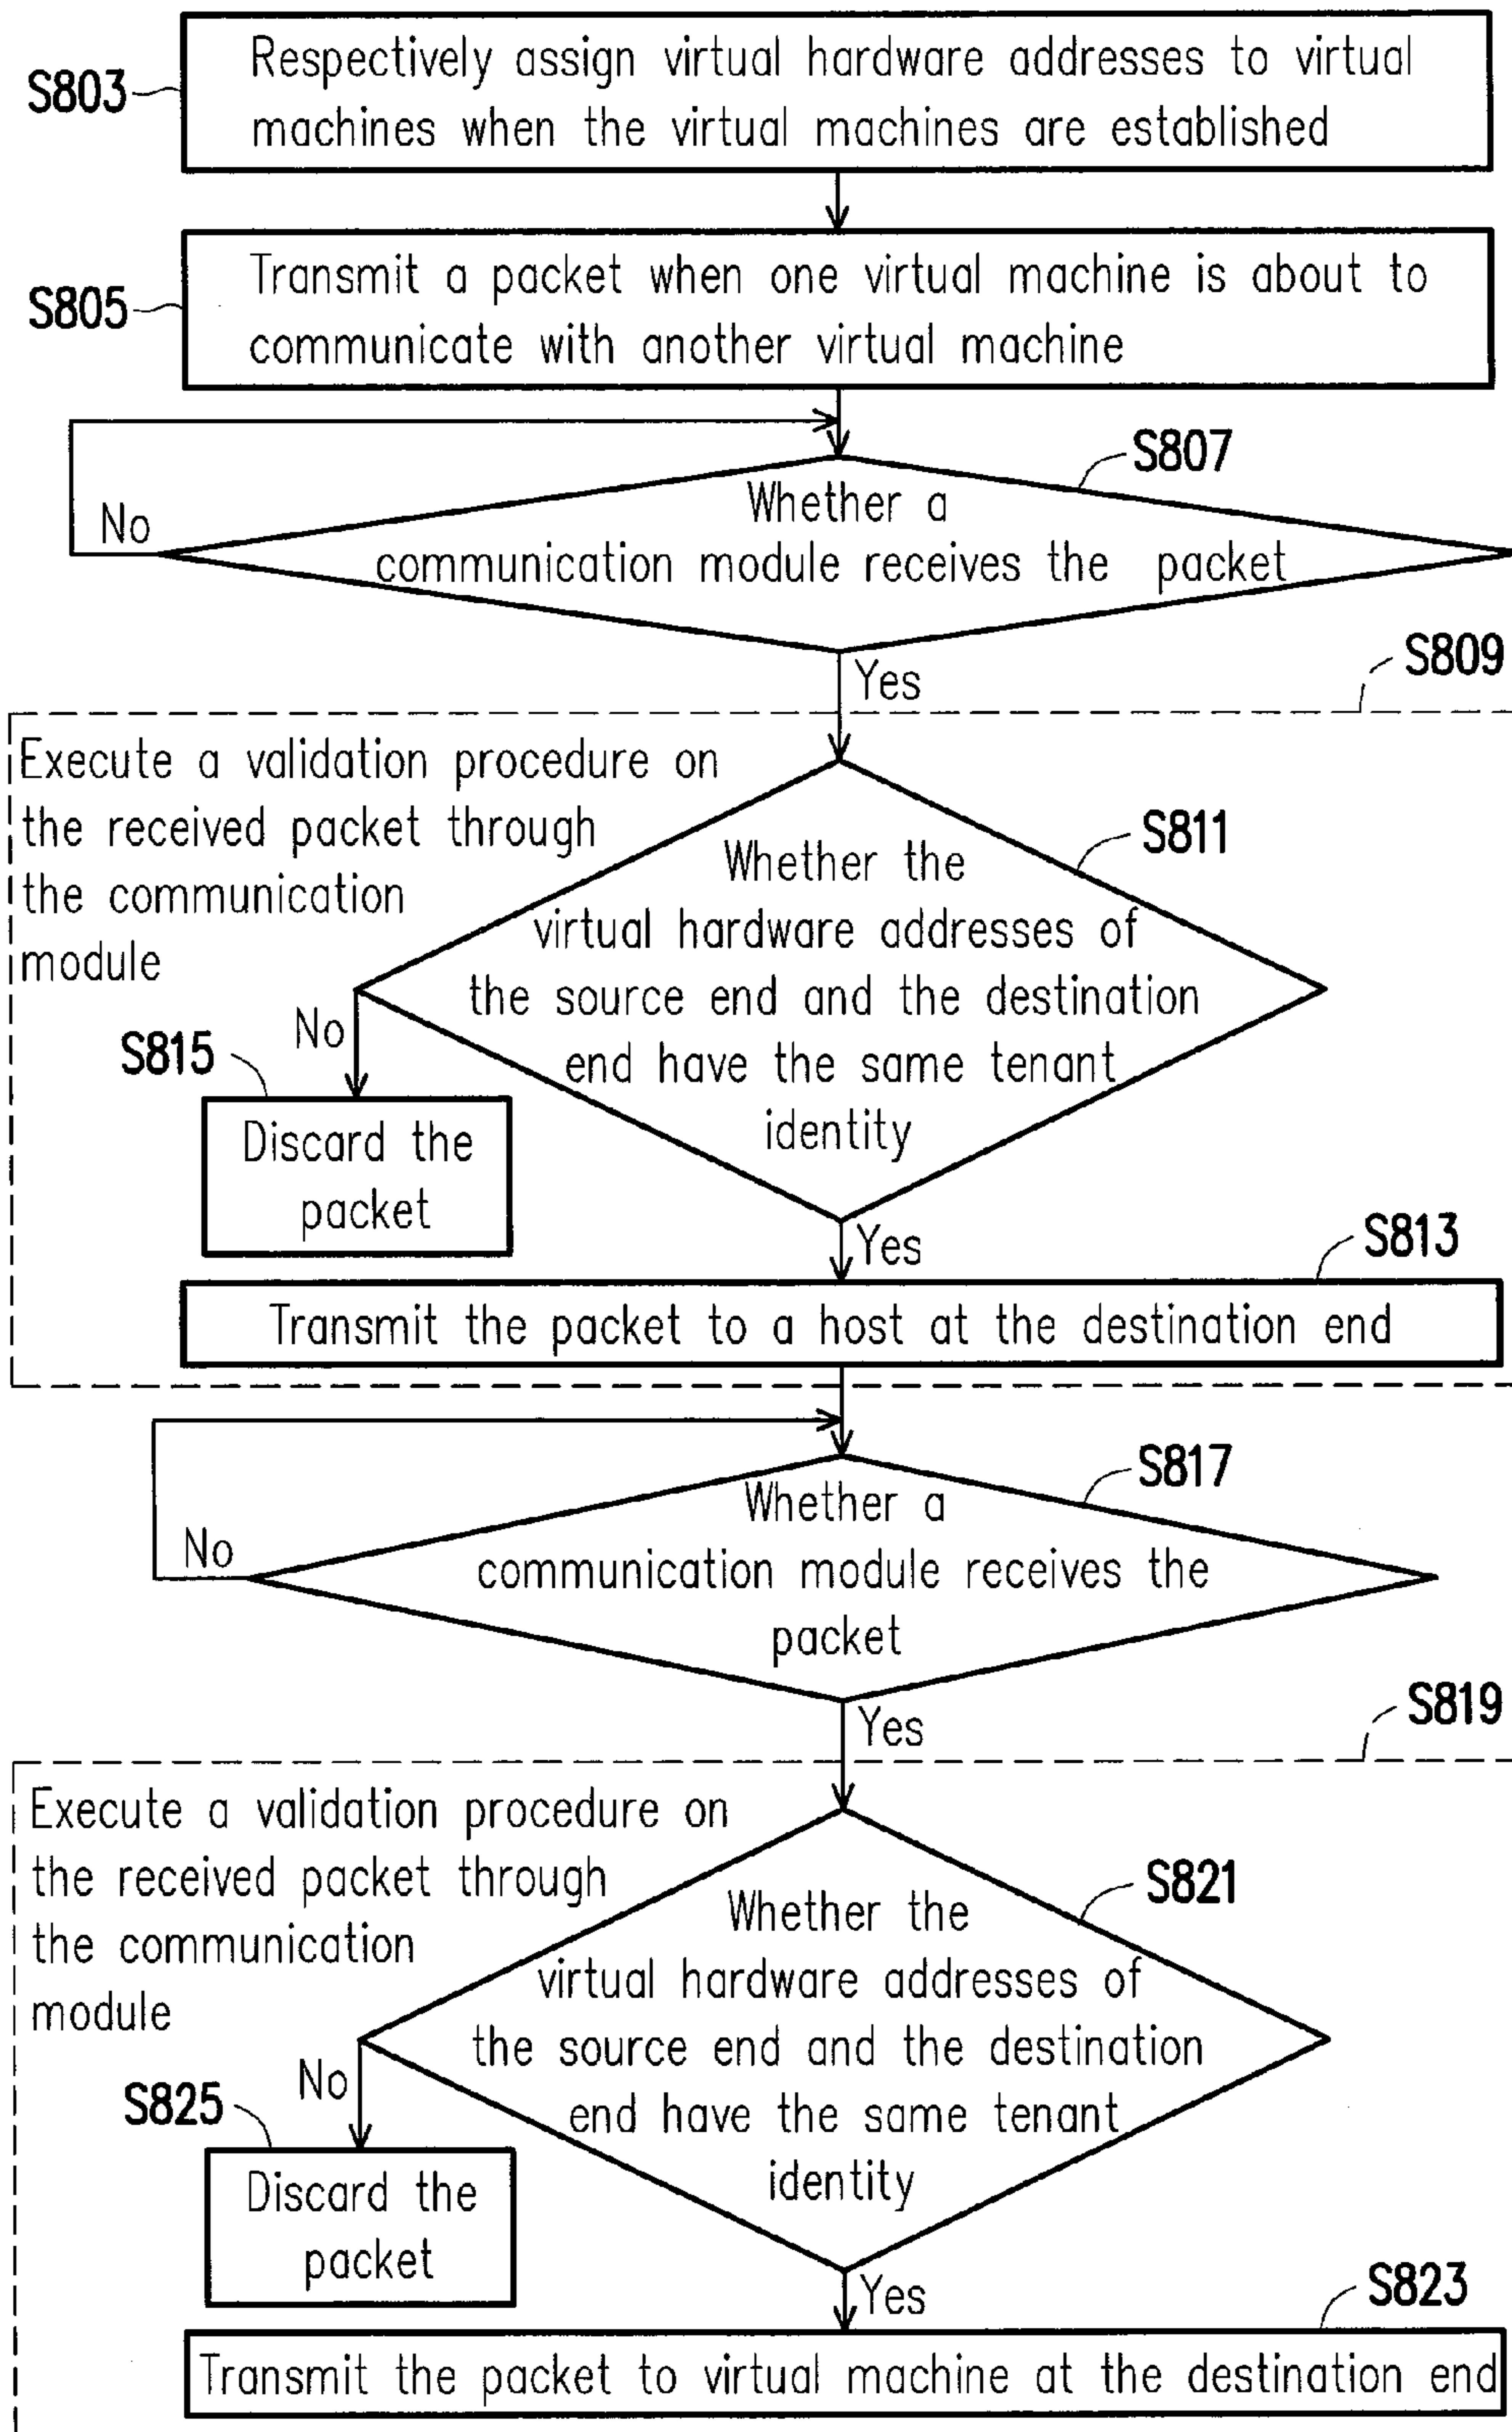 S803
Respectively assign virtual hardware addresses to virtual
machines when the virtual machines are established
S805
Transmit a packet when one virtual machine is about to
communicate with another virtual machine
S807
Whether a
communication module receives the packet
No
Yes
S809
Execute a validation procedure on
the received packet through
the communication
module
S811
Whether the
virtual hardware addresses of
the source end and the destination
end have the same tenant
identity
No
S815
Discard the
packet
Yes
S813
Transmit the packet to a host at the destination end
S817
Whether a
communication module receives the
packet
No
Yes
S819
Execute a validation procedure on
the received packet through
the communication
module
S821
Whether the
virtual hardware addresses of
the source end and the destination
end have the same tenant
identity
No
S825
Discard the
packet
Yes
S823
Transmit the packet to virtual machine at the destination end